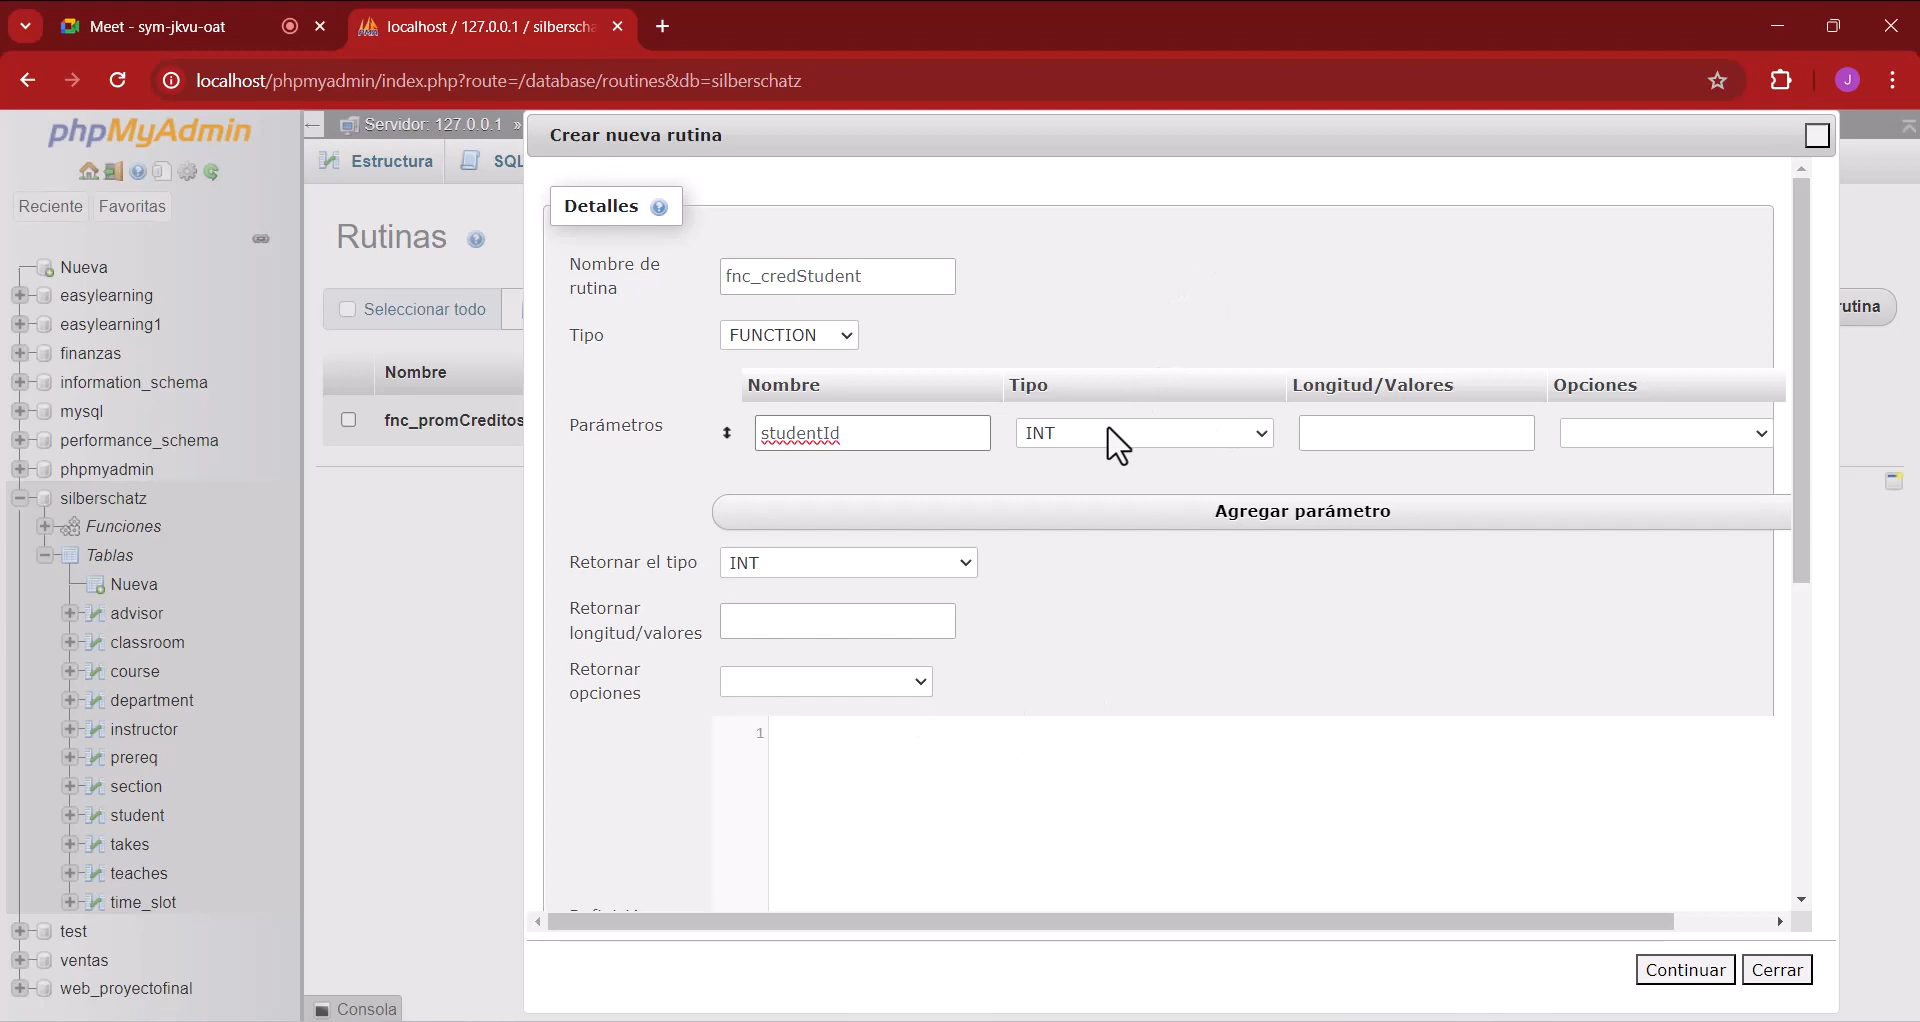 Meet - sym-jkvu-oat
localhost / 127.0.0.1 / silberscha
localhost/phpmyadmin/index.php?route=/database/routines&db=silberschatz
J
phpMyAdmin
Reciente
Favoritas
Nueva
easylearning
easylearning1
finanzas
information_schema
mysql
performance_schema
phpmyadmin
silberschatz
Funciones
Tablas
Nueva
advisor
classroom
course
department
instructor
prereq
section
student
takes
teaches
time_slot
test
ventas
web_proyectofinal
Servidor: 127.0.0.1 »
Estructura
SQL
Rutinas
Seleccionar todo
Nombre
fnc_promCreditos
Consola
rutina
Crear nueva rutina
Detalles
Nombre de
rutina
fnc_credStudent
Tipo
FUNCTION
Nombre
Tipo
Longitud/Valores
Opciones
Parámetros
studentId
INT
Agregar parámetro
Retornar el tipo
INT
Retornar
longitud/valores
Retornar
opciones
1
Continuar
Cerrar